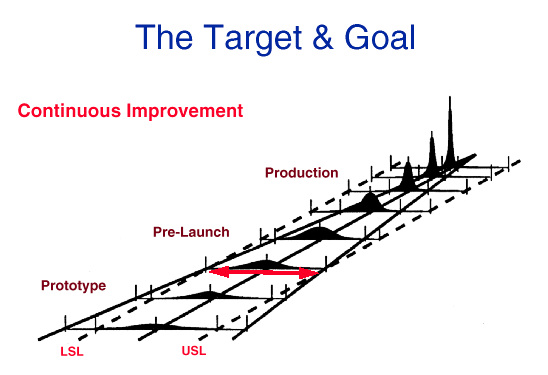 The Target & Goal
Continuous Improvement
Production
Pre-Launch
Prototype
LSL
USL